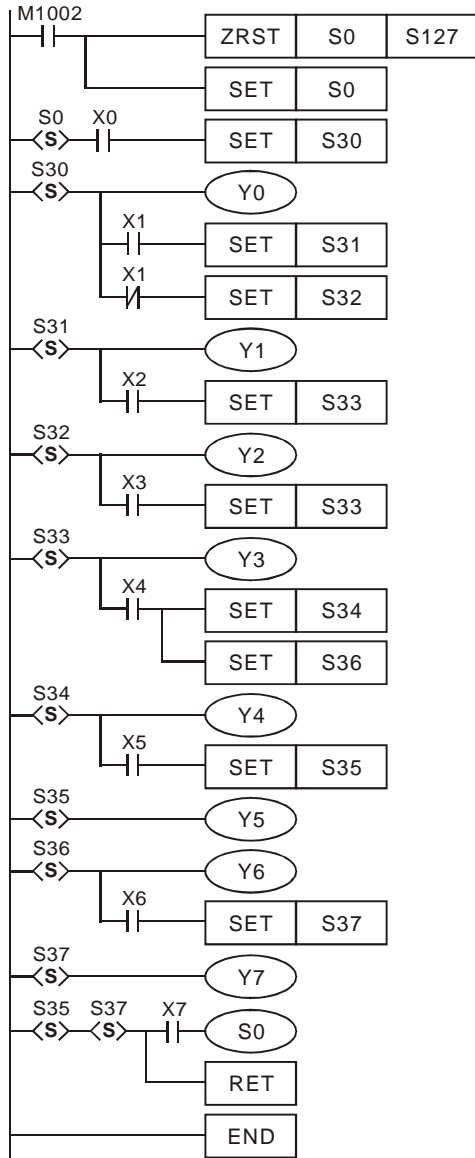 M1002
ZRST S0 S127
SET S0
S0 X0
S SET S30
S30
S Y0
X1
SET S31
X1
SET S32
S31
S Y1
X2
SET S33
S32
S Y2
X3
SET S33
S33
S Y3
X4
SET S34
SET S36
S34
S Y4
X5
SET S35
S35
S Y5
S36
S Y6
X6
SET S37
S37
S Y7
S35 S37 X7
S S S0
RET
END